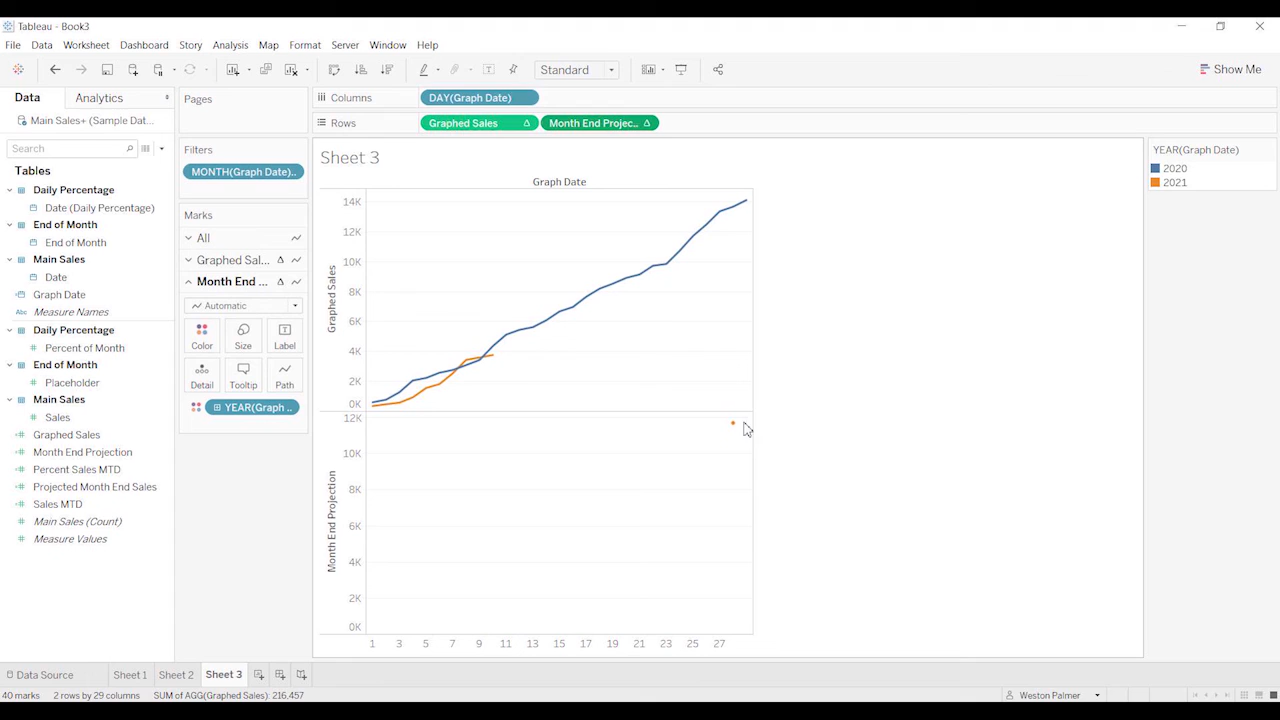 Tableau - Book3
File Data Worksheet Dashboard Story Analysis Map Format Server Window Help
Standard
Show Me
Data Analytics
Main Sales+ (Sample Dat...
Search
Tables
Daily Percentage
Date (Daily Percentage)
End of Month
End of Month
Main Sales
Date
Graph Date
Abc Measure Names
Daily Percentage
Percent of Month
End of Month
Placeholder
Main Sales
Sales
Graphed Sales
Month End Projection
Percent Sales MTD
Projected Month End Sales
Sales MTD
Main Sales (Count)
Measure Values
Pages
Filters
MONTH(Graph Date)..
Marks
All
Graphed Sal...
Month End ...
Automatic
Color Size Label
Detail Tooltip Path
YEAR(Graph ..
Columns DAY(Graph Date)
Rows Graphed Sales Month End Projec..
Sheet 3
Graph Date
Graphed Sales
14K
12K
10K
8K
6K
4K
2K
0K
Month End Projection
12K
10K
8K
6K
4K
2K
0K
1 3 5 7 9 11 13 15 17 19 21 23 25 27
YEAR(Graph Date)
2020
2021
Data Source Sheet 1 Sheet 2 Sheet 3
40 marks 2 rows by 29 columns SUM of AGG(Graphed Sales): 216,457
Weston Palmer